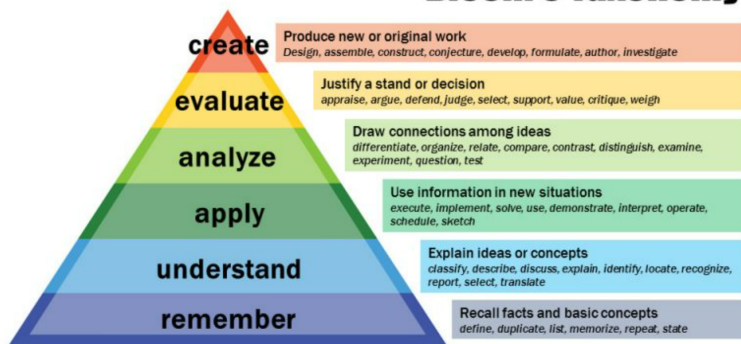 create
Produce new or original work
Design, assemble, construct, conjecture, develop, formulate, author, investigate
evaluate
Justify a stand or decision
appraise, argue, defend, judge, select, support, value, critique, weigh
analyze
Draw connections among ideas
differentiate, organize, relate, compare, contrast, distinguish, examine,
experiment, question, test
apply
Use information in new situations
execute, implement, solve, use, demonstrate, interpret, operate,
schedule, sketch
understand
Explain ideas or concepts
classify, describe, discuss, explain, identify, locate, recognize,
report, select, translate
remember
Recall facts and basic concepts
define, duplicate, list, memorize, repeat, state